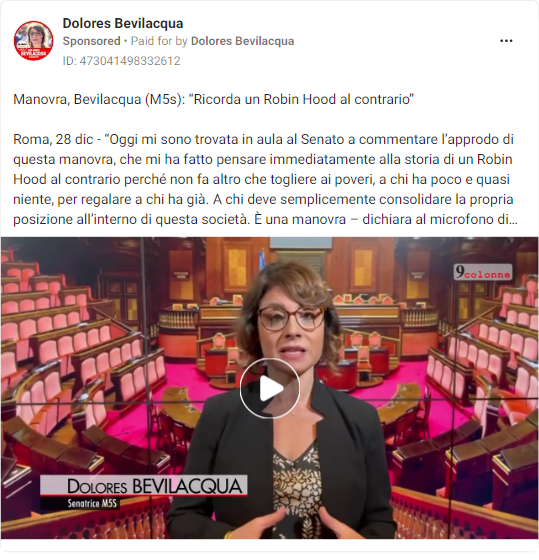 Dolores Bevilacqua
Sponsored • Paid for by Dolores Bevilacqua
ID: 473041498332612
Manovra, Bevilacqua (M5s): “Ricorda un Robin Hood al contrario”
Roma, 28 dic - “Oggi mi sono trovata in aula al Senato a commentare l’approdo di
questa manovra, che mi ha fatto pensare immediatamente alla storia di un Robin
Hood al contrario perché non fa altro che togliere ai poveri, a chi ha poco e quasi
niente, per regalare a chi ha già. A chi deve semplicemente consolidare la propria
posizione all’interno di questa società. È una manovra – dichiara al microfono di...
9colonne
DOLORES BEVILACQUA
Senatrice M5S